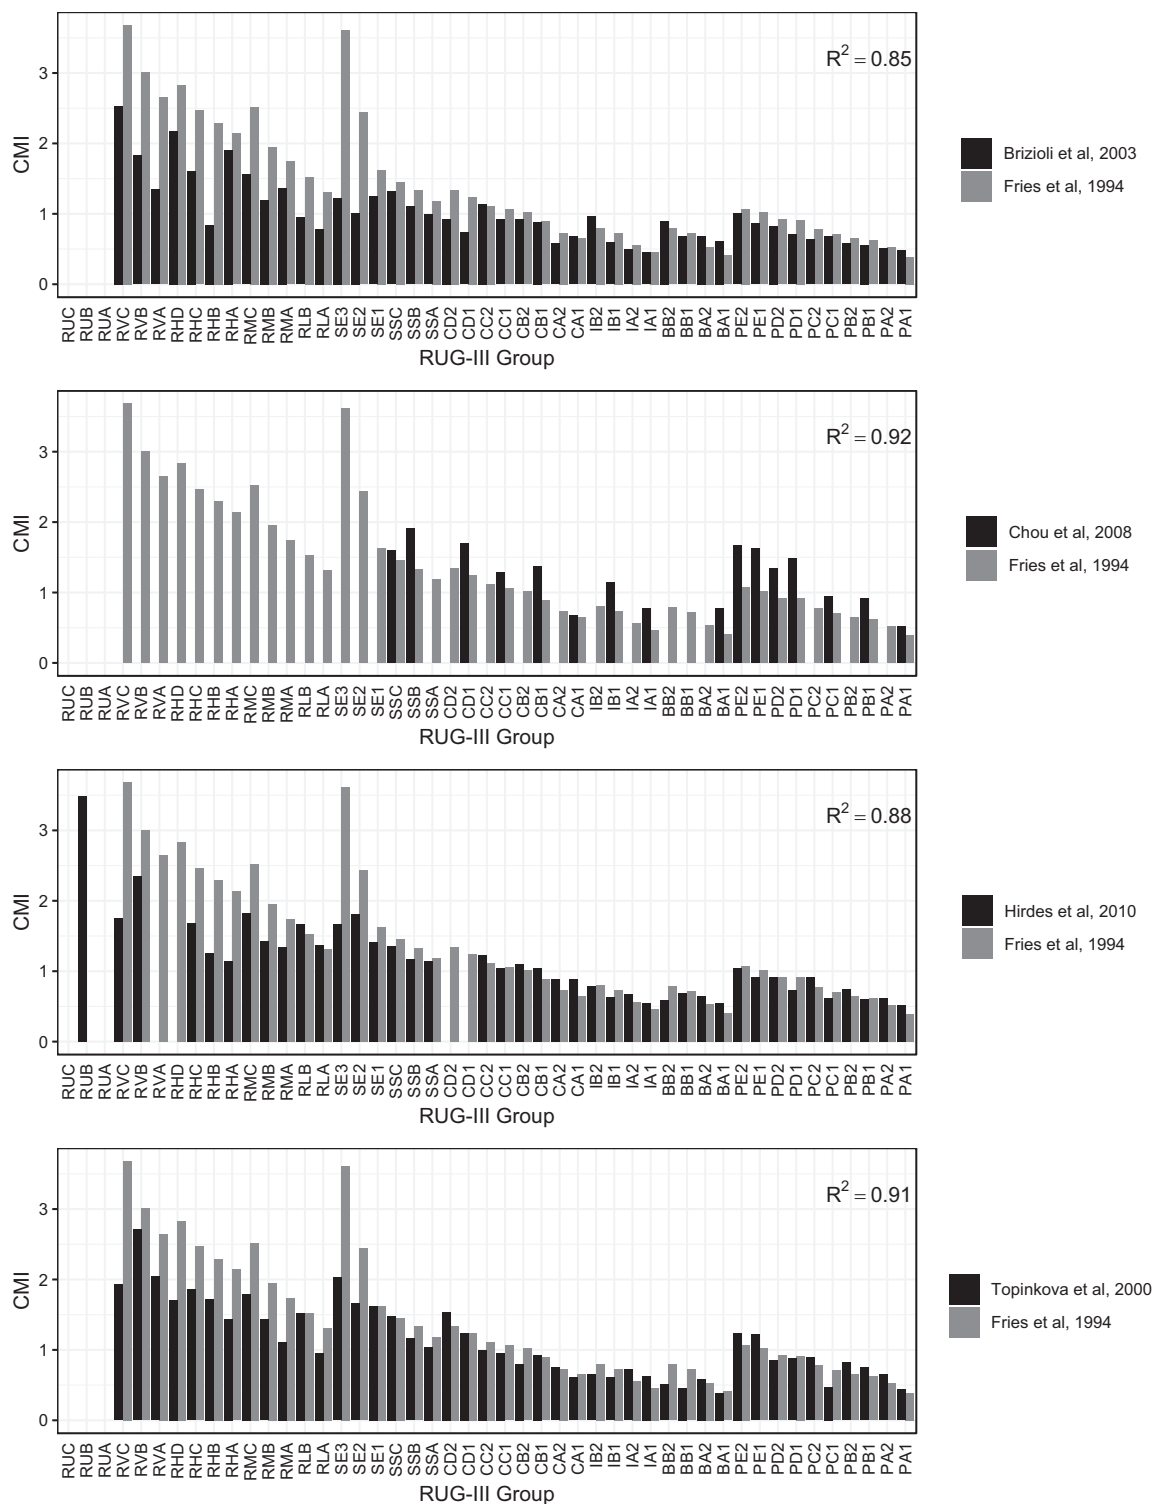 R² = 0.85
3
2
1
0
CMI
RUC RUB RUA RVC RVB RVA RHD RHC RHB RHA RMC RMB RMA RLB RLA SE3 SE2 SE1 SSC SSB SSA CD2 CD1 CC2 CC1 CB2 CB1 CA2 CA1 IB2 IB1 IA2 IA1 BB2 BB1 BA2 BA1 PE2 PE1 PD2 PD1 PC2 PC1 PB2 PB1 PA2 PA1
RUG-III Group
Brizioli et al, 2003
Fries et al, 1994
R² = 0.92
3
2
1
0
CMI
RUC RUB RUA RVC RVB RVA RHD RHC RHB RHA RMC RMB RMA RLB RLA SE3 SE2 SE1 SSC SSB SSA CD2 CD1 CC2 CC1 CB2 CB1 CA2 CA1 IB2 IB1 IA2 IA1 BB2 BB1 BA2 BA1 PE2 PE1 PD2 PD1 PC2 PC1 PB2 PB1 PA2 PA1
RUG-III Group
Chou et al, 2008
Fries et al, 1994
R² = 0.88
3
2
1
0
CMI
RUC RUB RUA RVC RVB RVA RHD RHC RHB RHA RMC RMB RMA RLB RLA SE3 SE2 SE1 SSC SSB SSA CD2 CD1 CC2 CC1 CB2 CB1 CA2 CA1 IB2 IB1 IA2 IA1 BB2 BB1 BA2 BA1 PE2 PE1 PD2 PD1 PC2 PC1 PB2 PB1 PA2 PA1
RUG-III Group
Hirdes et al, 2010
Fries et al, 1994
R² = 0.91
3
2
1
0
CMI
RUC RUB RUA RVC RVB RVA RHD RHC RHB RHA RMC RMB RMA RLB RLA SE3 SE2 SE1 SSC SSB SSA CD2 CD1 CC2 CC1 CB2 CB1 CA2 CA1 IB2 IB1 IA2 IA1 BB2 BB1 BA2 BA1 PE2 PE1 PD2 PD1 PC2 PC1 PB2 PB1 PA2 PA1
RUG-III Group
Topinkova et al, 2000
Fries et al, 1994